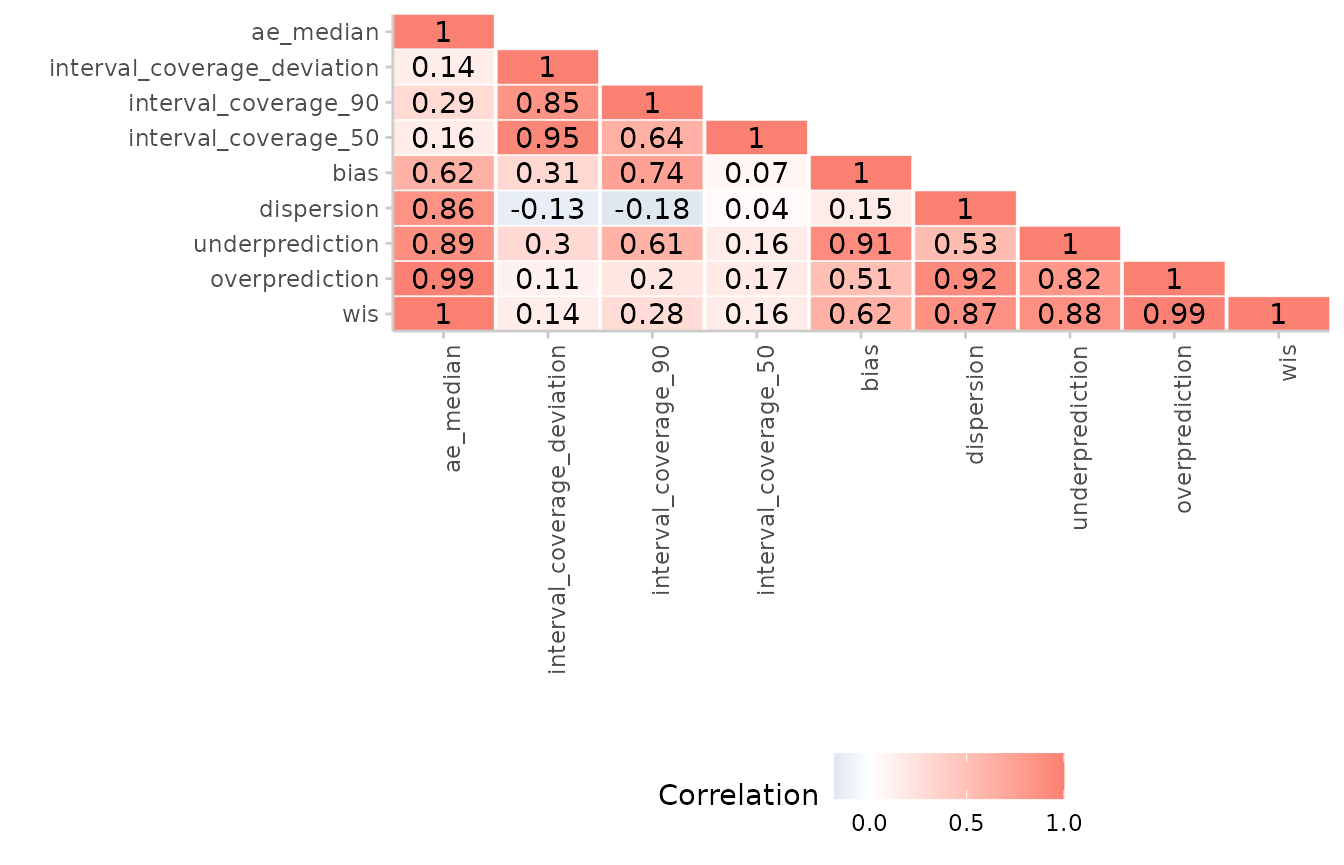 ae_median 1
interval_coverage_deviation 0.14 1
interval_coverage_90 0.29 0.85 1
interval_coverage_50 0.16 0.95 0.64 1
bias 0.62 0.31 0.74 0.07 1
dispersion 0.86 -0.13 -0.18 0.04 0.15 1
underprediction 0.89 0.3 0.61 0.16 0.91 0.53 1
overprediction 0.99 0.11 0.2 0.17 0.51 0.92 0.82 1
wis 1 0.14 0.28 0.16 0.62 0.87 0.88 0.99 1
ae_median
interval_coverage_deviation
interval_coverage_90
interval_coverage_50
bias
dispersion
underprediction
overprediction
wis
Correlation
0.0 0.5 1.0